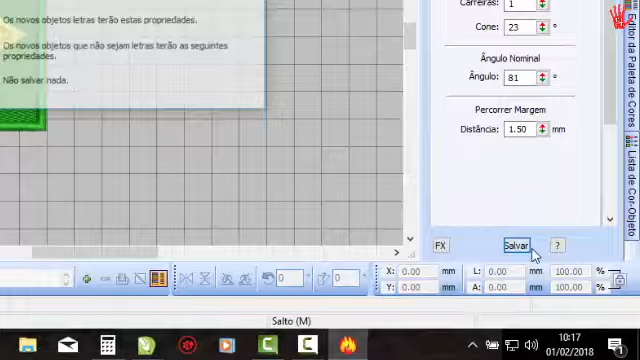 Os novos objetos letras terão estas propriedades.
Os novos objetos que não sejam letras terão as seguintes
propriedades.
Não salvar nada.
Carreiras: 1
Cone: 23 °
Ângulo Nominal
Ângulo: 81 °
Percorrer Margem
Distância: 1.50 mm
FX Salvar ?
Editor da Paleta de Cores
Lista de Cor-Objeto
0 0
X: 0.00 mm L: 0.00 mm 100.00 %
Y: 0.00 mm A: 0.00 mm 100.00 %
Salto (M)
10:17
01/02/2018
1